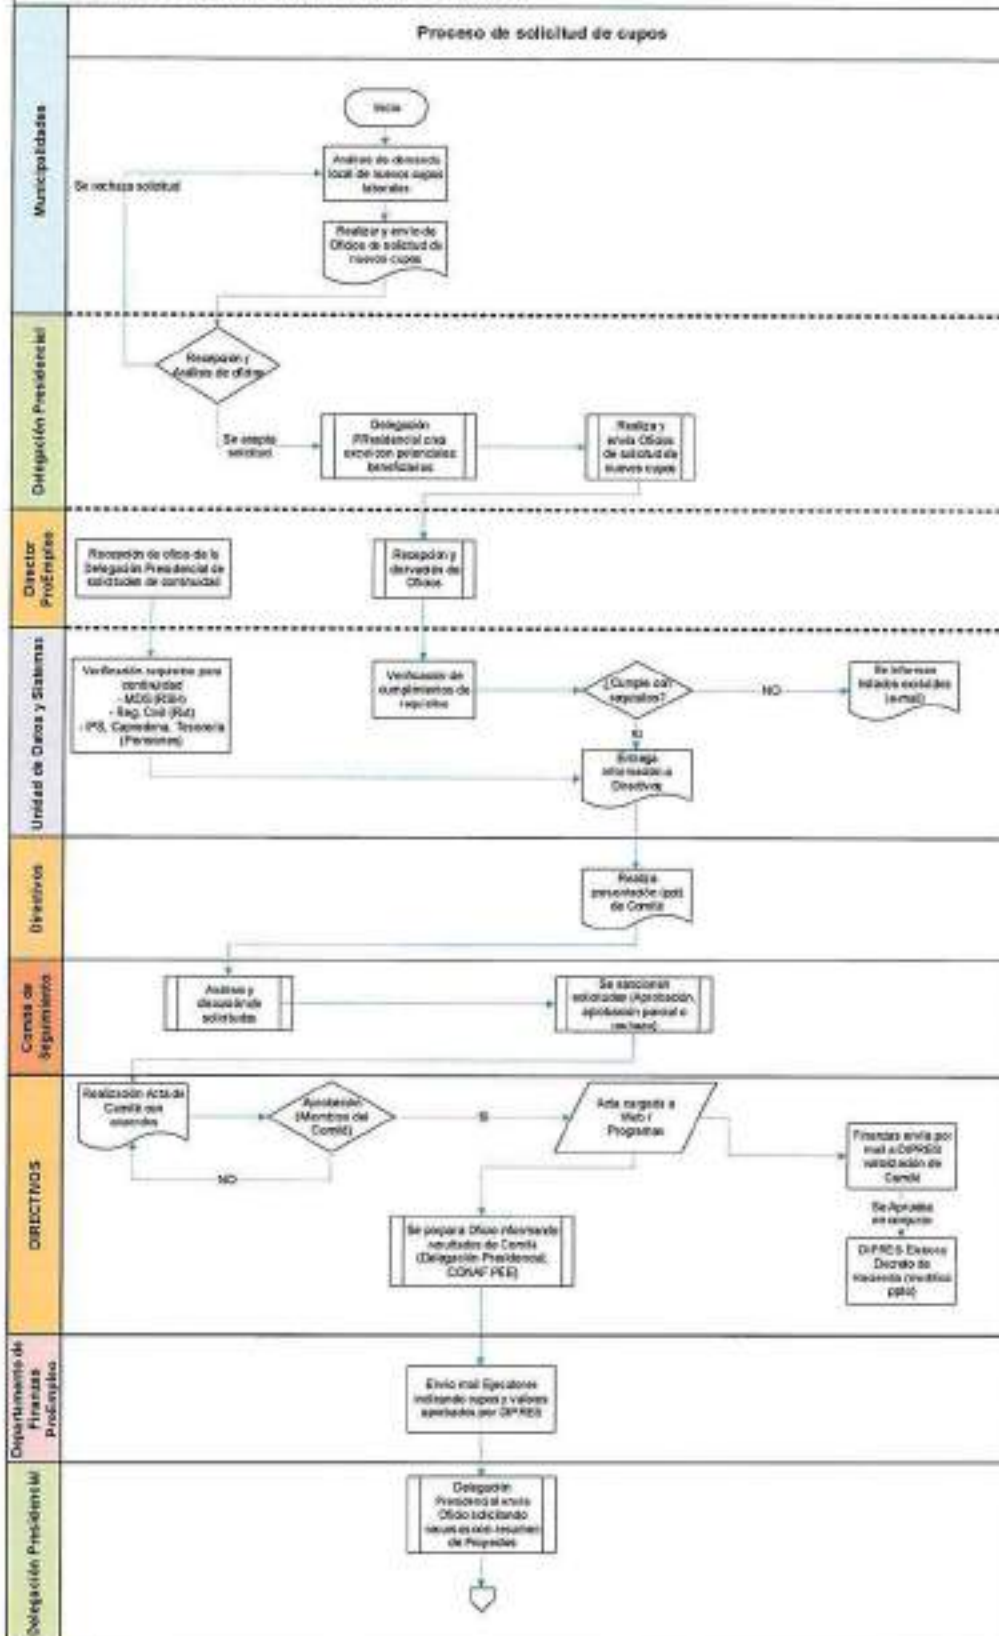 Proceso de solicitud de cupos
Municipalidades
Inicio
Análisis de demanda
local de nuevos cupos
laborales
Se rechaza solicitud
Realizar y envío de
Oficios de solicitud de
nuevos cupos
Delegación Presidencial
Recepción y
Análisis de oficios
Se acepta
solicitud
Delegación
PResidencial crea
excel con potenciales
beneficiarios
Realiza y
envía Oficios
de solicitud de
nuevos cupos
Director
ProEmpleo
Recepción de oficio de la
Delegación Presidencial de
solicitudes de continuidad
Recepción y
derivación de
Oficios
Unidad de Datos y Sistemas
Verificación requisitos para
continuidad
- MDS (RSH)
- Reg. Civil (Rut)
- IPS, Capredena, Tesorería
(Pensiones)
Verificación de
cumplimientos de
requisitos
¿Cumple con
requisitos?
NO
Se informan
listados excluidos
(e-mail)
SI
Entrega
información a
Directivos
Directivos
Realiza
presentación (ppt)
de Comité
Comité de
Seguimiento
Análisis y
discusión de
solicitudes
Se sancionan
solicitudes (Aprobación,
aprobación parcial o
rechazo)
DIRECTIVOS
Realización Acta de
Comité con
acuerdos
Aprobación
(Miembros del
Comité)
SI
NO
Acta cargada a
Web /
Programas
Finanzas envía por
mail a DIPRES
validación de
Comité
Se Aprueba
en conjunto
DIPRES Elabora
Decreto de
Hacienda (modifica
ppto)
Se prepara Oficio informando
resultados de Comité
(Delegación Presidencial,
CONAF, PEE)
Departamento de
Finanzas
ProEmpleo
Envío mail Ejecutores
indicando cupos y valores
aprobados por DIPRES
Delegación Presidencial
Delegación
Presidencial envía
Oficio solicitando
recursos con resumen
de Proyectos